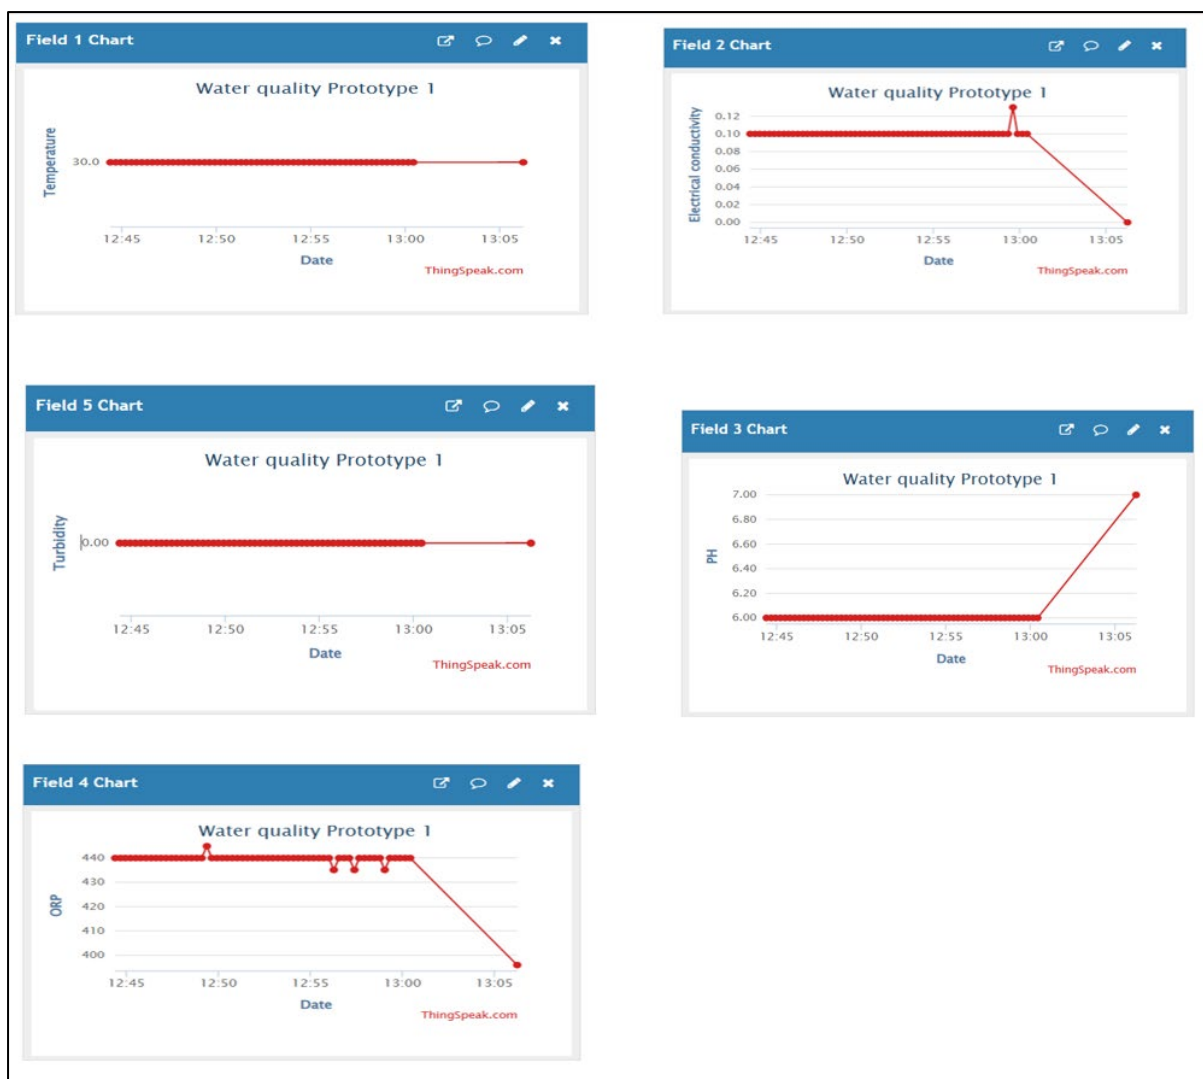 Field 1 Chart
Water quality Prototype 1
Temperature
30.0
12:45 12:50 12:55 13:00 13:05
Date
ThingSpeak.com
Field 2 Chart
Water quality Prototype 1
Electrical conductivity
0.12
0.10
0.08
0.06
0.04
0.02
0.00
12:45 12:50 12:55 13:00 13:05
Date
ThingSpeak.com
Field 5 Chart
Water quality Prototype 1
Turbidity
0.00
12:45 12:50 12:55 13:00 13:05
Date
ThingSpeak.com
Field 3 Chart
Water quality Prototype 1
PH
7.00
6.80
6.60
6.40
6.20
6.00
12:45 12:50 12:55 13:00 13:05
Date
ThingSpeak.com
Field 4 Chart
Water quality Prototype 1
ORP
440
430
420
410
400
12:45 12:50 12:55 13:00 13:05
Date
ThingSpeak.com